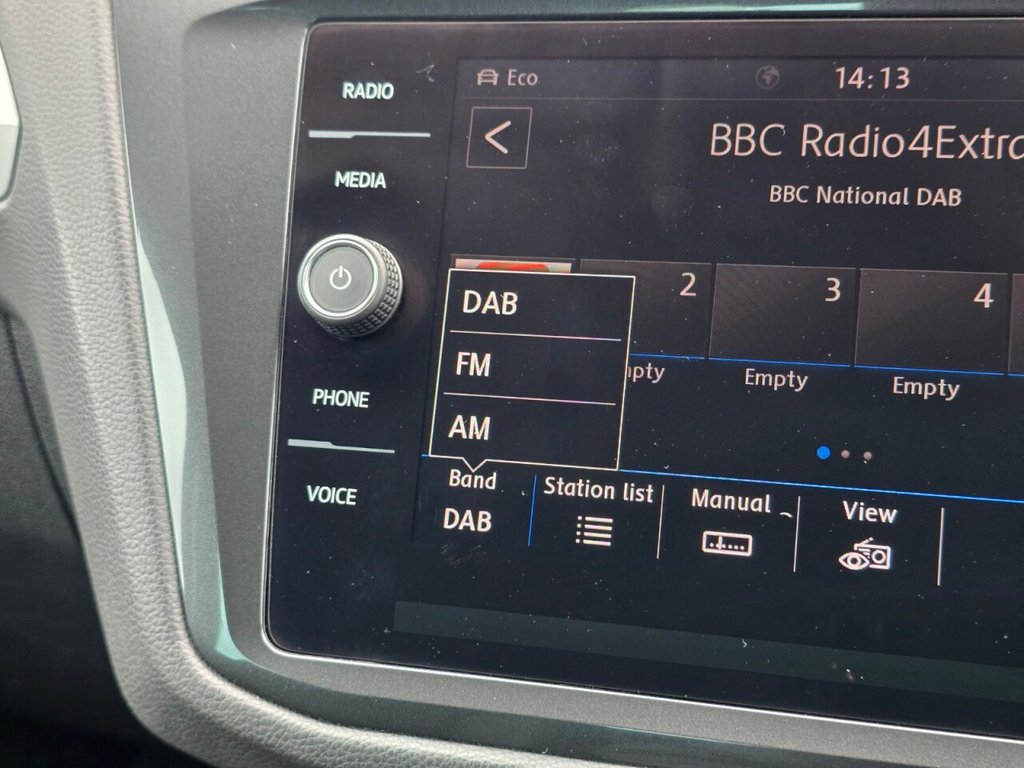 RADIO
MEDIA
PHONE
VOICE
Eco
14:13
BBC Radio4Extra
BBC National DAB
2
3
4
Empty
Empty
DAB
FM
AM
Band
DAB
Station list
Manual
View